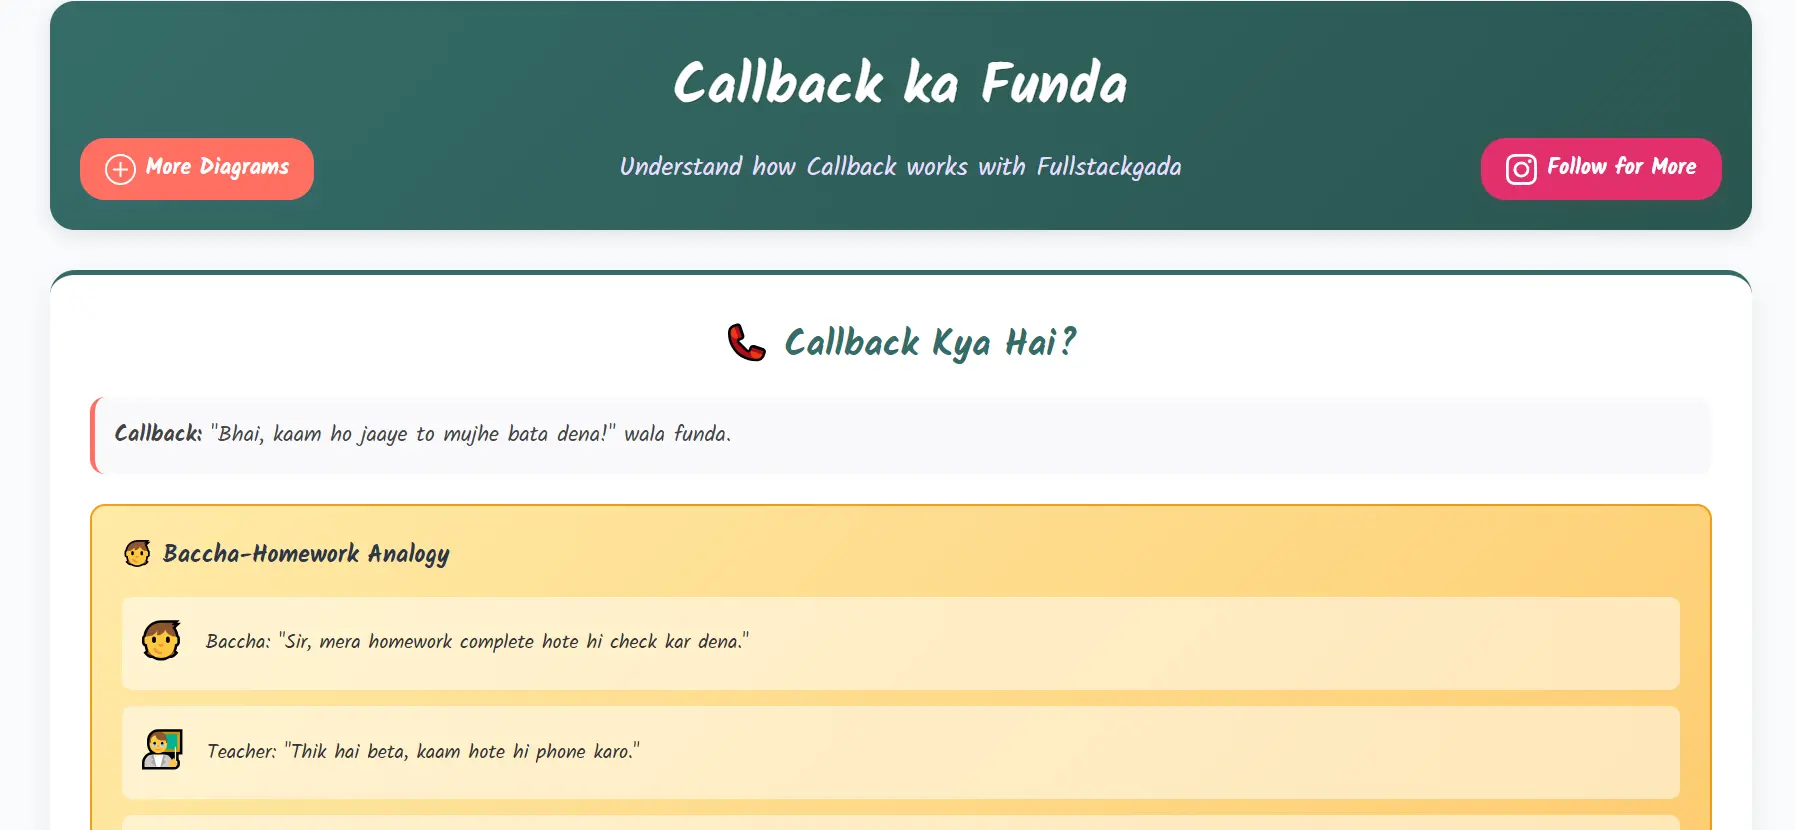 Callback ka Funda
More Diagrams
Understand how Callback works with Fullstackgada
Follow for More
Callback Kya Hai?
Callback: "Bhai, kaam ho jaaye to mujhe bata dena!" wala funda.
Baccha-Homework Analogy
Baccha: "Sir, mera homework complete hote hi check kar dena."
Teacher: "Thik hai beta, kaam hote hi phone karo."